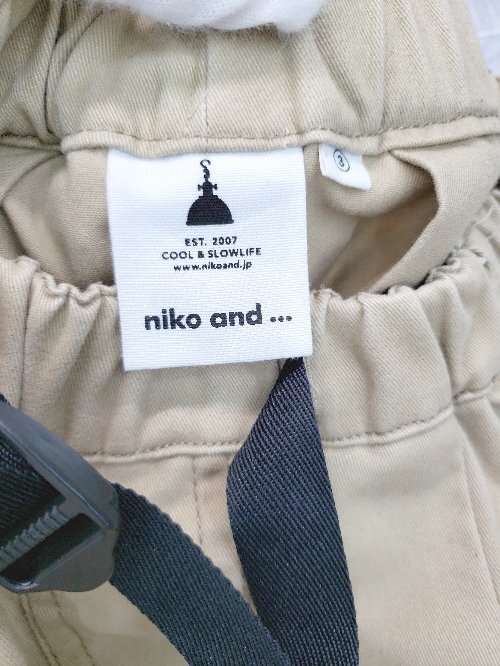 EST. 2007
COOL & SLOWLIFE
www.nikoand.jp
niko and ...
③